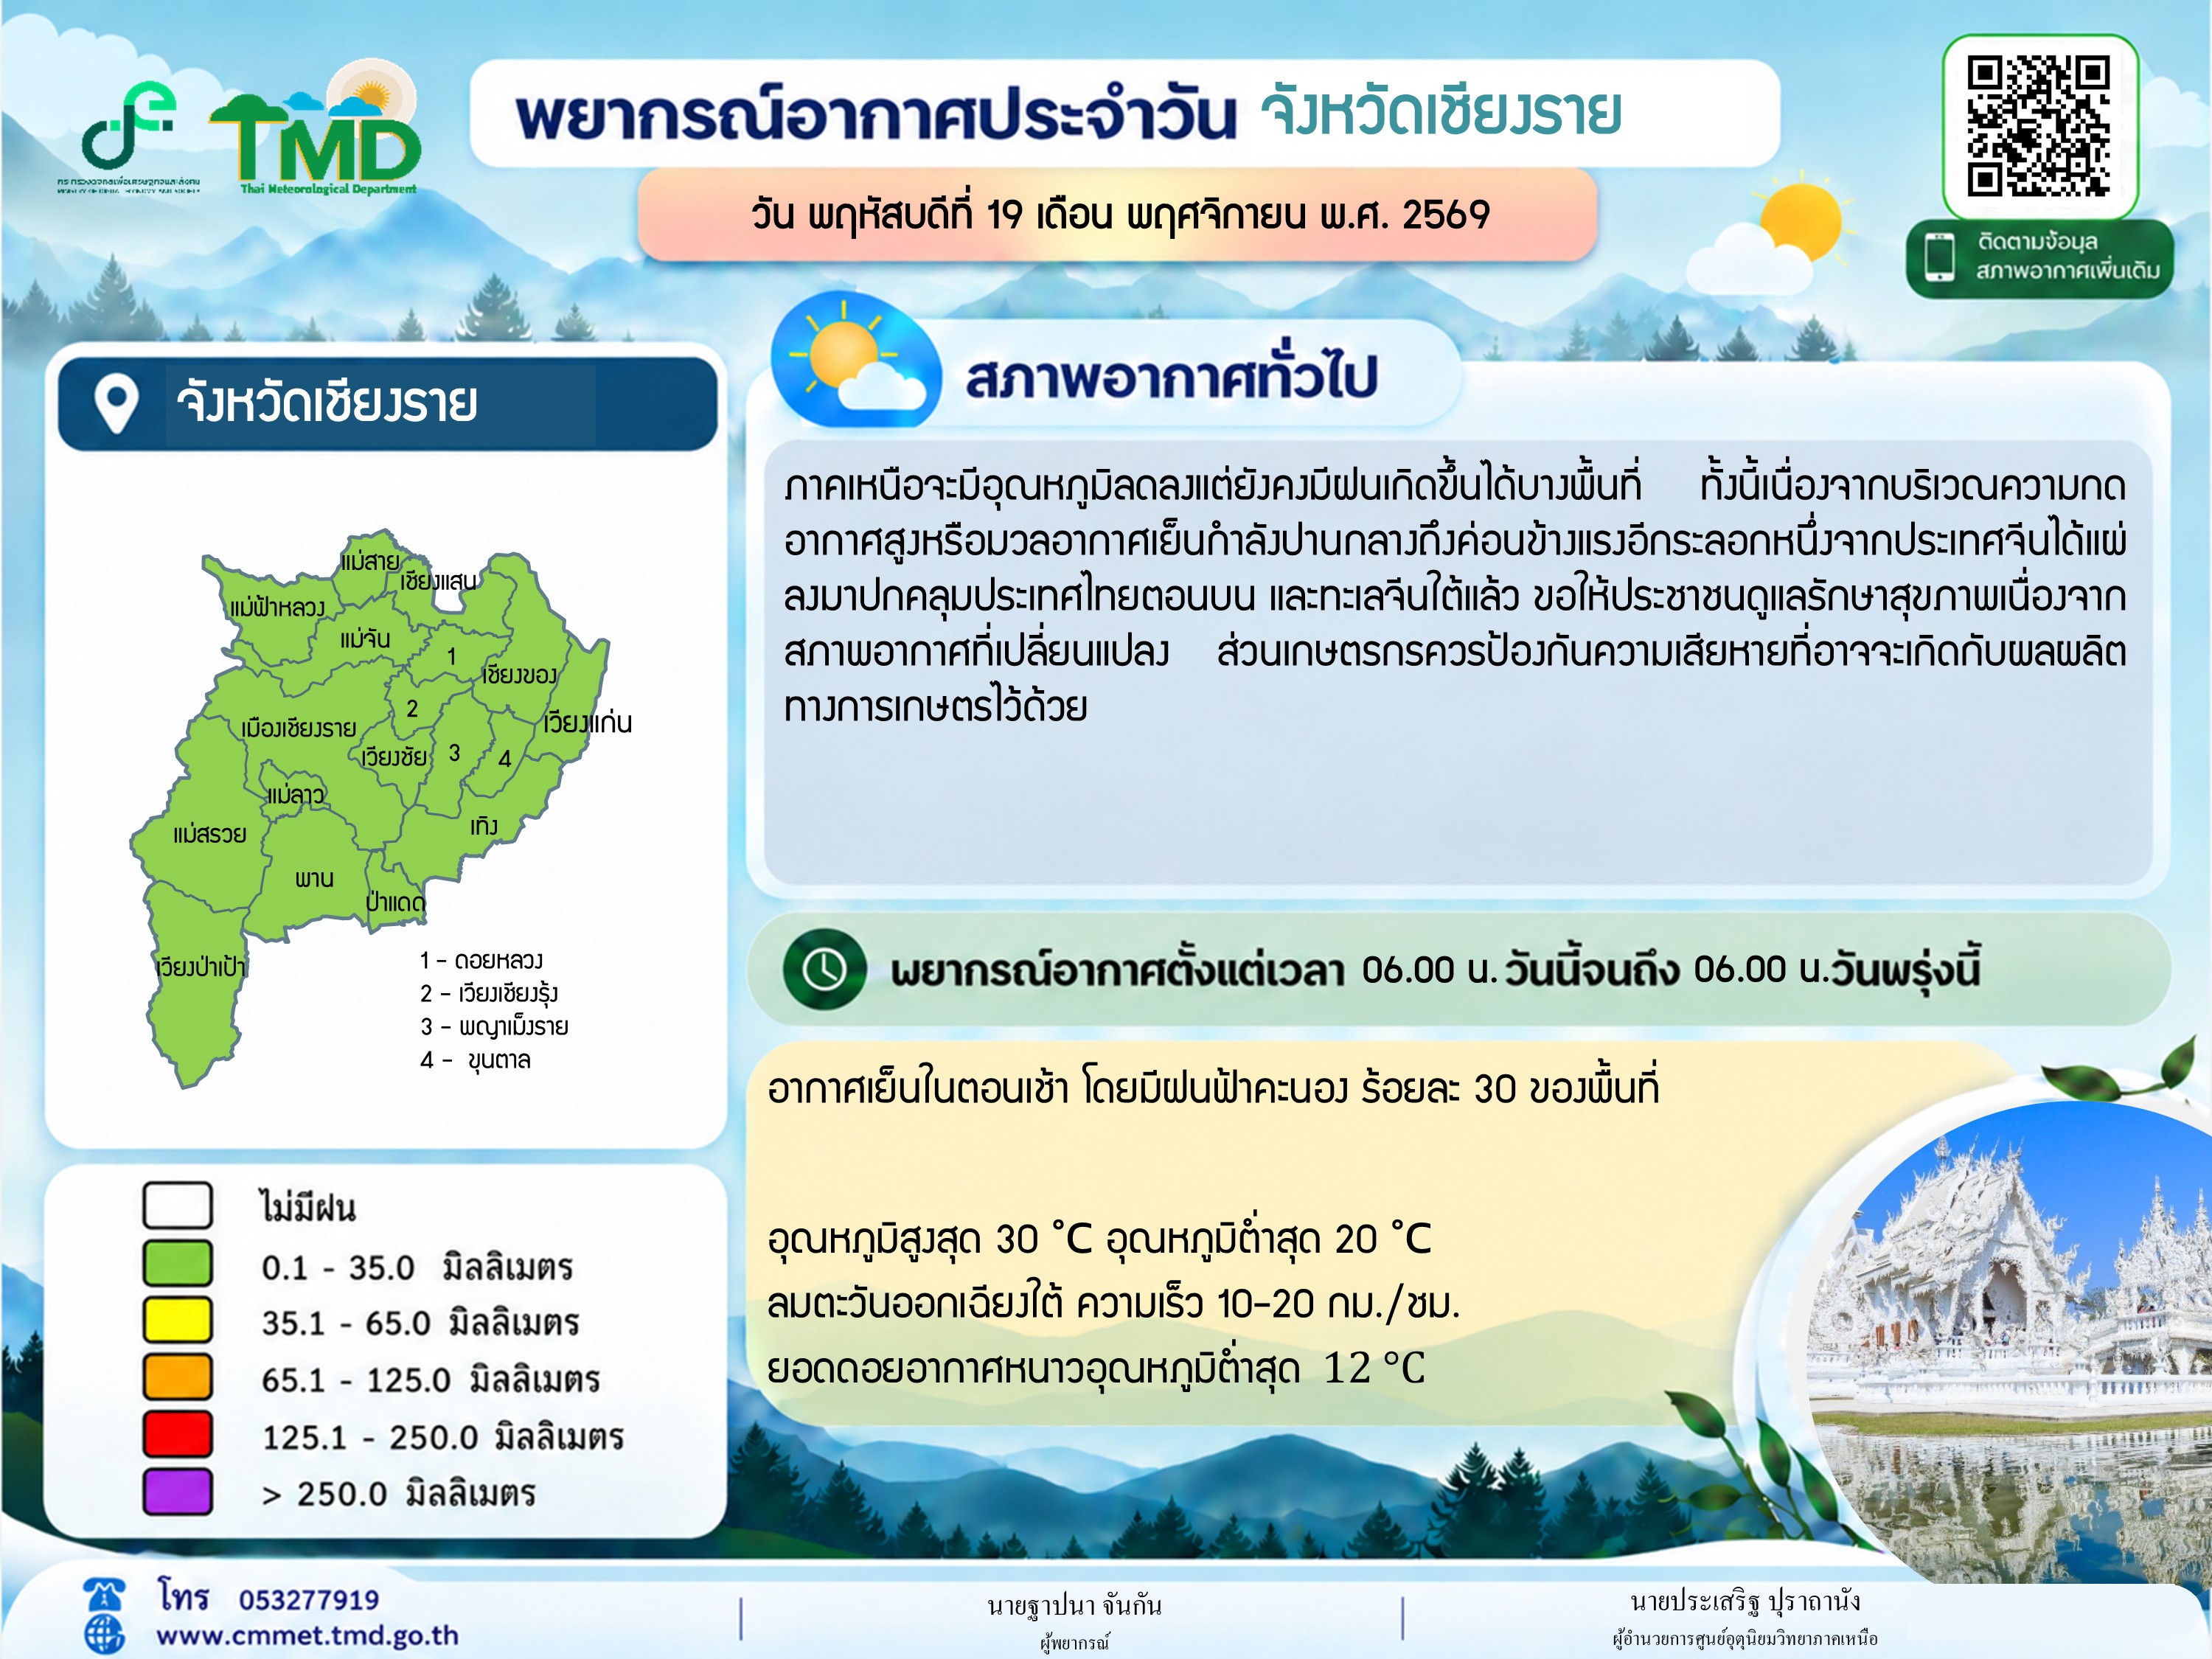 TMD
Thai Meteorological Department
พยากรณ์อากาศประจำวัน จังหวัดเชียงราย
วัน พฤหัสบดีที่ 19 เดือน พฤศจิกายน พ.ศ. 2569
ติดตามข้อมูล
สภาพอากาศเพิ่มเติม
จังหวัดเชียงราย
แม่สาย
เชียงแสน
แม่ฟ้าหลวง
แม่จัน
1
เชียงของ
2
เวียงแก่น
เมืองเชียงราย
เวียงชัย
3
4
แม่ลาว
เทิง
แม่สรวย
พาน
ป่าแดด
เวียงป่าเป้า
1 - ดอยหลวง
2 - เวียงเชียงรุ้ง
3 - พญาเม็งราย
4 - ขุนตาล
ไม่มีฝน
0.1 - 35.0 มิลลิเมตร
35.1 - 65.0 มิลลิเมตร
65.1 - 125.0 มิลลิเมตร
125.1 - 250.0 มิลลิเมตร
> 250.0 มิลลิเมตร
สภาพอากาศทั่วไป
ภาคเหนือจะมีอุณหภูมิลดลงแต่ยังคงมีฝนเกิดขึ้นได้บางพื้นที่ ทั้งนี้เนื่องจากบริเวณความกด
อากาศสูงหรือมวลอากาศเย็นกำลังปานกลางถึงค่อนข้างแรงอีกระลอกหนึ่งจากประเทศจีนได้แผ่
ลงมาปกคลุมประเทศไทยตอนบน และทะเลจีนใต้แล้ว ขอให้ประชาชนดูแลรักษาสุขภาพเนื่องจาก
สภาพอากาศที่เปลี่ยนแปลง ส่วนเกษตรกรควรป้องกันความเสียหายที่อาจจะเกิดกับผลผลิต
ทางการเกษตรไว้ด้วย
พยากรณ์อากาศตั้งแต่เวลา 06.00 น. วันนี้จนถึง 06.00 น.วันพรุ่งนี้
อากาศเย็นในตอนเช้า โดยมีฝนฟ้าคะนอง ร้อยละ 30 ของพื้นที่
อุณหภูมิสูงสุด 30 °C อุณหภูมิต่ำสุด 20 °C
ลมตะวันออกเฉียงใต้ ความเร็ว 10-20 กม./ชม.
ยอดดอยอากาศหนาวอุณหภูมิต่ำสุด 12 °C
โทร 053277919
www.cmmet.tmd.go.th
นายฐาปนา จันกัน
ผู้พยากรณ์
นายประเสริฐ ปุราถานัง
ผู้อำนวยการศูนย์อุตุนิยมวิทยาภาคเหนือ